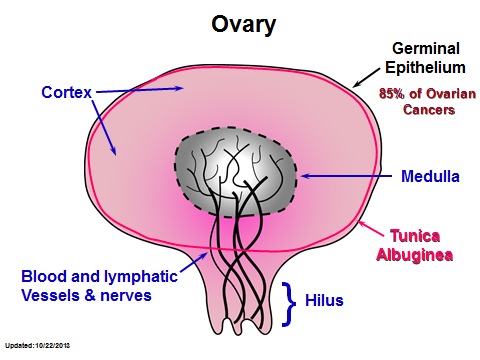 Ovary
Germinal
Epithelium
85% of Ovarian
Cancers
Cortex
Medulla
Tunica
Albuginea
Blood and lymphatic
Vessels & nerves
Hilus
Updated: 10/22/2013